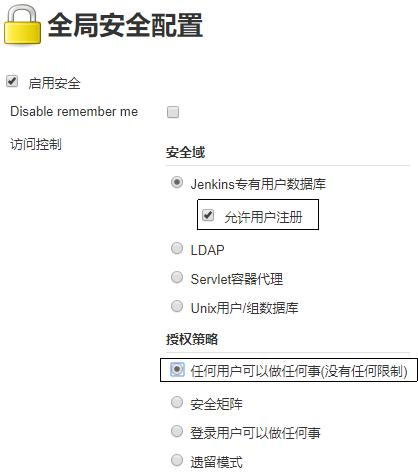 全局安全配置
启用安全
Disable remember me
访问控制
安全域
Jenkins专有用户数据库
允许用户注册
LDAP
Servlet容器代理
Unix用户/组数据库
授权策略
任何用户可以做任何事(没有任何限制)
安全矩阵
登录用户可以做任何事
遗留模式